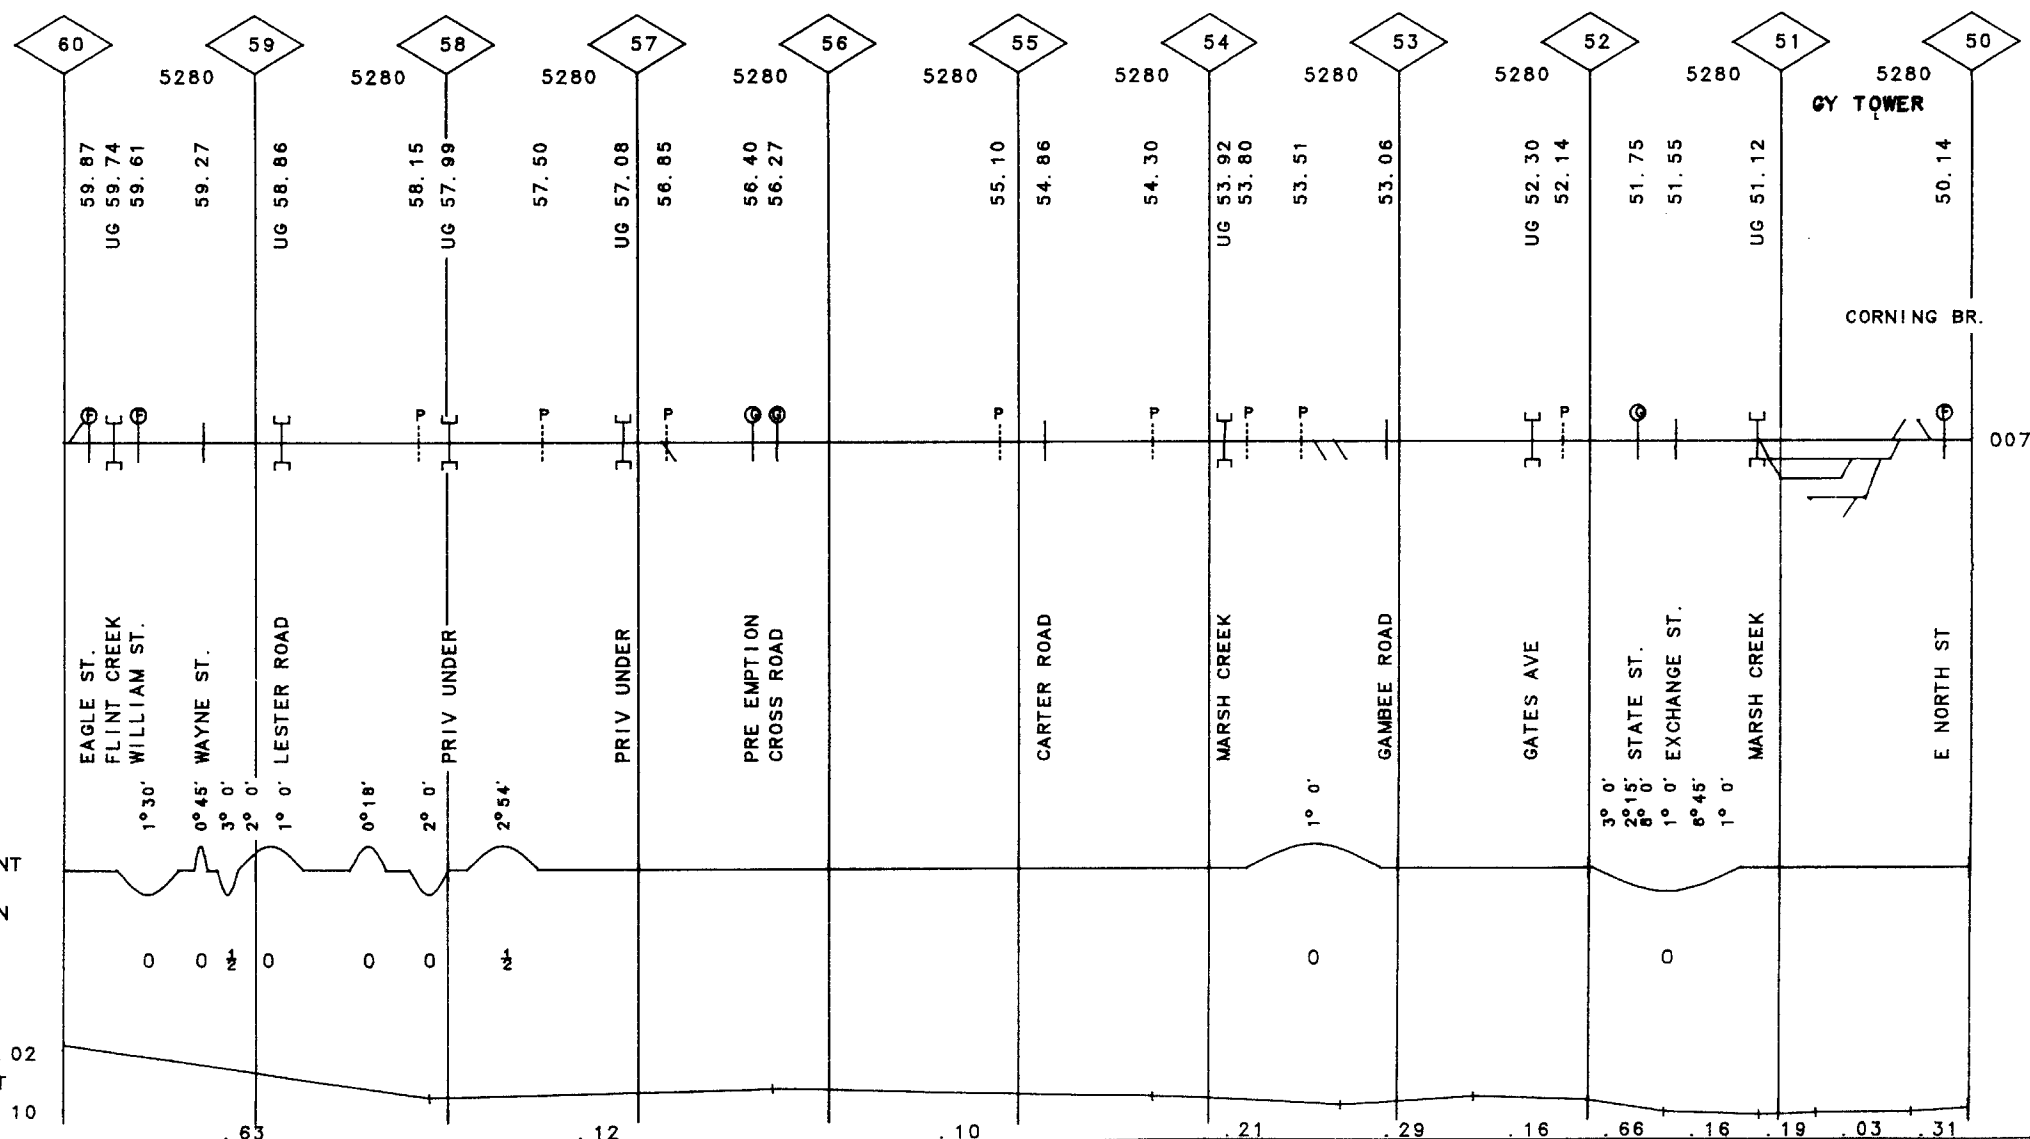 60 59 58 57 56 55 54 53 52 51 50
5280 5280 5280 5280 5280 5280 5280 5280 5280 5280
GY TOWER
59.87
UG 59.74
59.61
59.27
UG 58.86
58.15
UG 57.99
57.50
UG 57.08
56.85
56.40
56.27
55.10
54.86
54.30
UG 53.92
53.80
53.51
53.06
UG 52.30
52.14
51.75
51.55
UG 51.12
50.14
CORNING BR.
F F P P P G G P P P P P G F
007
EAGLE ST.
FLINT CREEK
WILLIAM ST.
WAYNE ST.
LESTER ROAD
PRIV UNDER
PRIV UNDER
PRE EMPTION
CROSS ROAD
CARTER ROAD
MARSH CREEK
GAMBEE ROAD
GATES AVE
STATE ST.
EXCHANGE ST.
MARSH CREEK
E NORTH ST
1° 30'
0° 45'
3° 0'
2° 0'
1° 0'
0° 18'
2° 0'
2° 54'
1° 0'
3° 0'
2° 15'
8° 0'
1° 0'
8° 45'
1° 0'
NT
N
0 0 ½ 0 0 0 ½ 0 0
02
T
10
.63 .12 .10 .21 .29 .16 .66 .16 .19 .03 .31